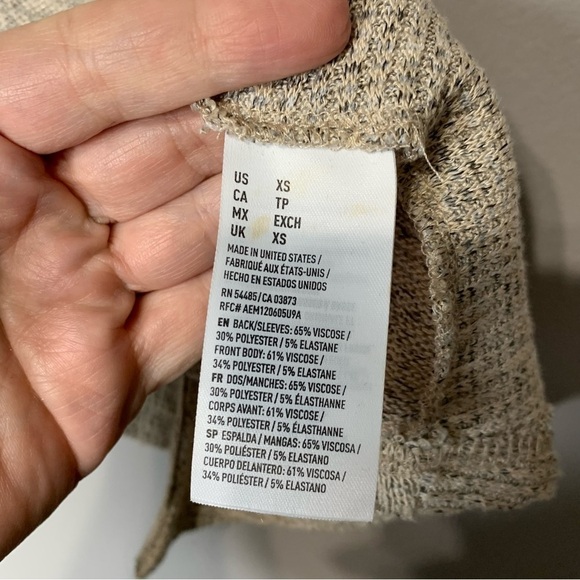 US XS
CA TP
MX EXCH
UK XS
MADE IN UNITED STATES /
FABRIQUÉ AUX ÉTATS-UNIS /
HECHO EN ESTADOS UNIDOS
RN 54485/CA 03873
RFC# AEM120605U9A
EN BACK/SLEEVES: 65% VISCOSE /
30% POLYESTER / 5% ELASTANE
FRONT BODY: 61% VISCOSE /
34% POLYESTER / 5% ELASTANE
FR DOS/MANCHES: 65% VISCOSE /
30% POLYESTER / 5% ÉLASTHANNE
CORPS AVANT: 61% VISCOSE /
34% POLYESTER / 5% ÉLASTHANNE
SP ESPALDA / MANGAS: 65% VISCOSA /
30% POLIÉSTER / 5% ELASTANO
CUERPO DELANTERO: 61% VISCOSA /
34% POLIÉSTER / 5% ELASTANO